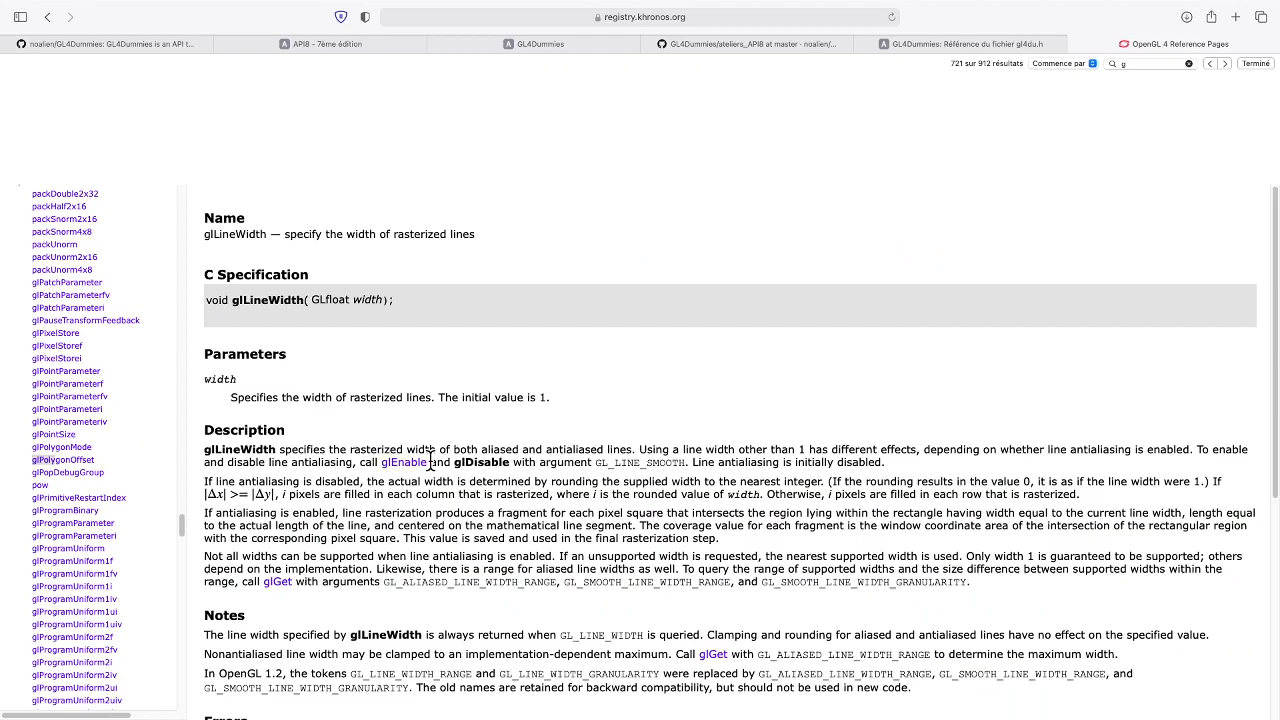 registry.khronos.org
noalien/GL4Dummies: GL4Dummies is an API t...
API8 - 7ème édition
GL4Dummies
GL4Dummies/ateliers_API8 at master · noalien/...
GL4Dummies: Référence du fichier gl4du.h
OpenGL 4 Reference Pages
721 sur 912 résultats
Commence par
g
Terminé
packDouble2x32
packHalf2x16
packSnorm2x16
packSnorm4x8
packUnorm
packUnorm2x16
packUnorm4x8
glPatchParameter
glPatchParameterfv
glPatchParameteri
glPauseTransformFeedback
glPixelStore
glPixelStoref
glPixelStorei
glPointParameter
glPointParameterf
glPointParameterfv
glPointParameteri
glPointParameteriv
glPointSize
glPolygonMode
glPolygonOffset
glPopDebugGroup
pow
glPrimitiveRestartIndex
glProgramBinary
glProgramParameter
glProgramParameteri
glProgramUniform
glProgramUniform1f
glProgramUniform1fv
glProgramUniform1i
glProgramUniform1iv
glProgramUniform1ui
glProgramUniform1uiv
glProgramUniform2f
glProgramUniform2fv
glProgramUniform2i
glProgramUniform2iv
glProgramUniform2ui
glProgramUniform2uiv
Name
glLineWidth — specify the width of rasterized lines
C Specification
void glLineWidth( GLfloat width);
Parameters
width
Specifies the width of rasterized lines. The initial value is 1.
Description
glLineWidth specifies the rasterized width of both aliased and antialiased lines. Using a line width other than 1 has different effects, depending on whether line antialiasing is enabled. To enable
and disable line antialiasing, call glEnable and glDisable with argument GL_LINE_SMOOTH. Line antialiasing is initially disabled.
If line antialiasing is disabled, the actual width is determined by rounding the supplied width to the nearest integer. (If the rounding results in the value 0, it is as if the line width were 1.) If
|Δx| >= |Δy|, i pixels are filled in each column that is rasterized, where i is the rounded value of width. Otherwise, i pixels are filled in each row that is rasterized.
If antialiasing is enabled, line rasterization produces a fragment for each pixel square that intersects the region lying within the rectangle having width equal to the current line width, length equal
to the actual length of the line, and centered on the mathematical line segment. The coverage value for each fragment is the window coordinate area of the intersection of the rectangular region
with the corresponding pixel square. This value is saved and used in the final rasterization step.
Not all widths can be supported when line antialiasing is enabled. If an unsupported width is requested, the nearest supported width is used. Only width 1 is guaranteed to be supported; others
depend on the implementation. Likewise, there is a range for aliased line widths as well. To query the range of supported widths and the size difference between supported widths within the
range, call glGet with arguments GL_ALIASED_LINE_WIDTH_RANGE, GL_SMOOTH_LINE_WIDTH_RANGE, and GL_SMOOTH_LINE_WIDTH_GRANULARITY.
Notes
The line width specified by glLineWidth is always returned when GL_LINE_WIDTH is queried. Clamping and rounding for aliased and antialiased lines have no effect on the specified value.
Nonantialiased line width may be clamped to an implementation-dependent maximum. Call glGet with GL_ALIASED_LINE_WIDTH_RANGE to determine the maximum width.
In OpenGL 1.2, the tokens GL_LINE_WIDTH_RANGE and GL_LINE_WIDTH_GRANULARITY were replaced by GL_ALIASED_LINE_WIDTH_RANGE, GL_SMOOTH_LINE_WIDTH_RANGE, and
GL_SMOOTH_LINE_WIDTH_GRANULARITY. The old names are retained for backward compatibility, but should not be used in new code.
Errors